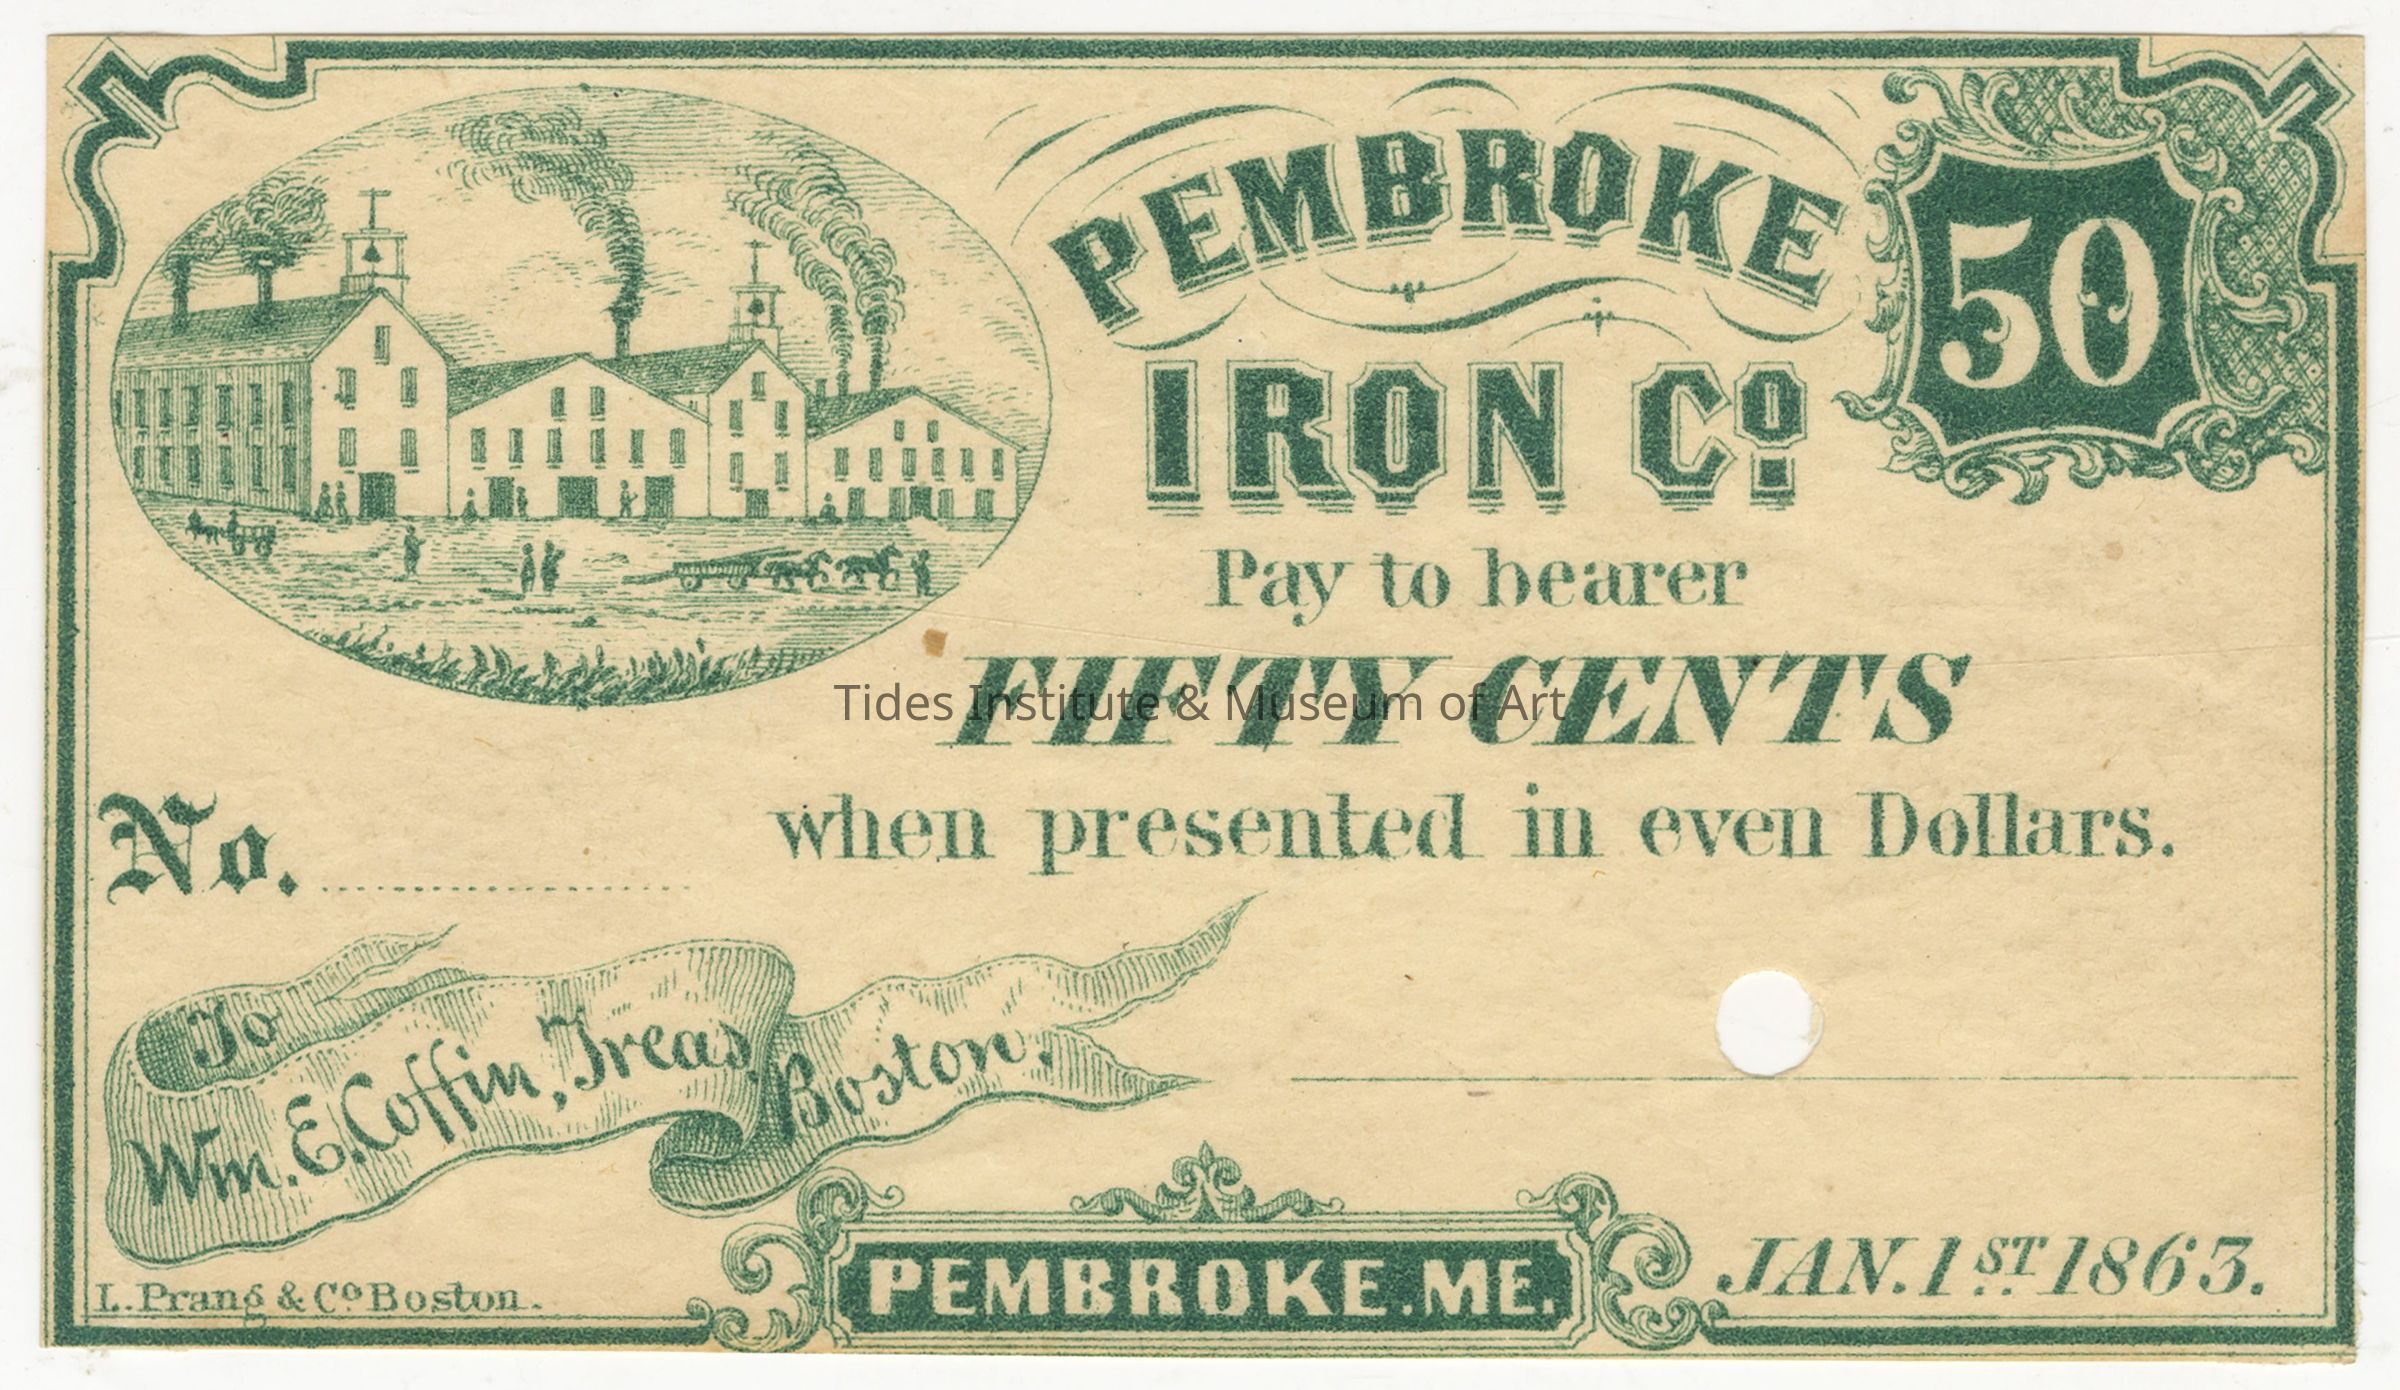 PEMBROKE
IRON Co.
50
Pay to bearer
FIFTY CENTS
Tides Institute & Museum of Art
when presented in even Dollars.
No.
To
Wm. E. Coffin, Treas.
Boston.
L. Prang & Co Boston.
PEMBROKE. ME.
JAN. 1ST 1863.